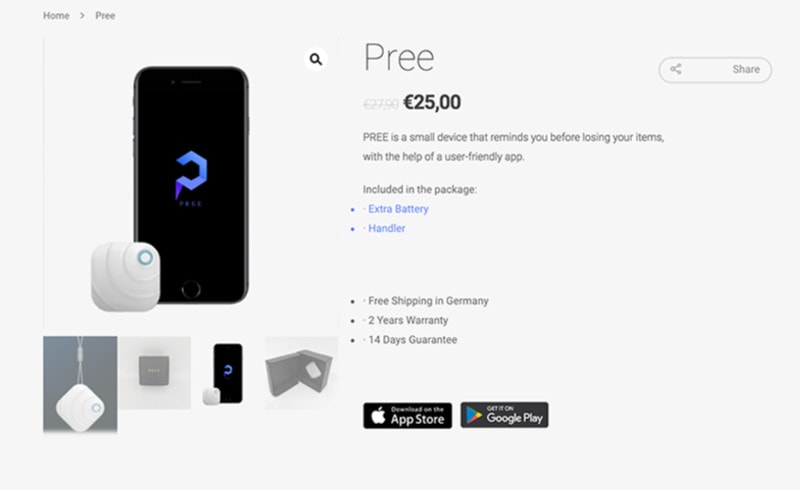 Home > Pree
Pree
Share
€27,90 €25,00
PREE is a small device that reminds you before losing your items,
with the help of a user-friendly app.
Included in the package:
• · Extra Battery
• · Handler
• · Free Shipping in Germany
• · 2 Years Warranty
• · 14 Days Guarantee
PREE
Download on the
App Store
GET IT ON
Google Play